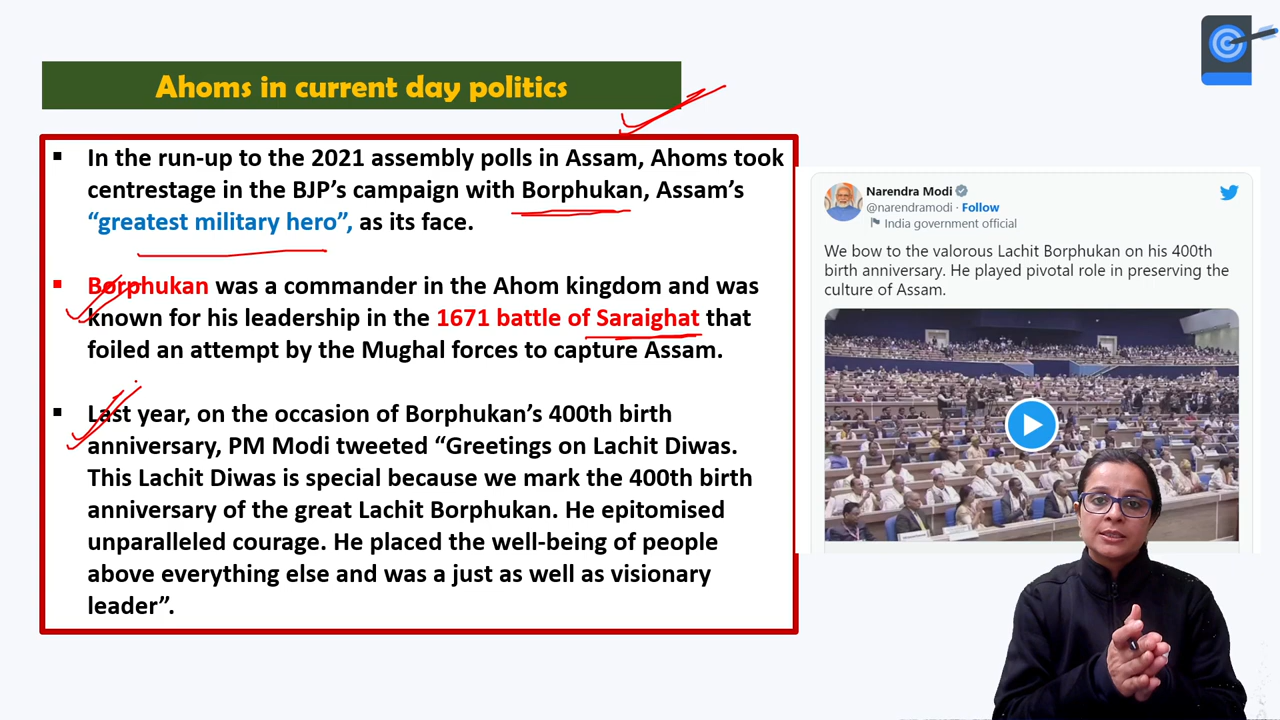 Ahoms in current day politics
In the run-up to the 2021 assembly polls in Assam, Ahoms took
centrestage in the BJP’s campaign with Borphukan, Assam’s
“greatest military hero”, as its face.
Borphukan was a commander in the Ahom kingdom and was
known for his leadership in the 1671 battle of Saraighat that
foiled an attempt by the Mughal forces to capture Assam.
Last year, on the occasion of Borphukan’s 400th birth
anniversary, PM Modi tweeted “Greetings on Lachit Diwas.
This Lachit Diwas is special because we mark the 400th birth
anniversary of the great Lachit Borphukan. He epitomised
unparalleled courage. He placed the well-being of people
above everything else and was a just as well as visionary
leader”.
Narendra Modi
@narendramodi · Follow
India government official
We bow to the valorous Lachit Borphukan on his 400th
birth anniversary. He played pivotal role in preserving the
culture of Assam.